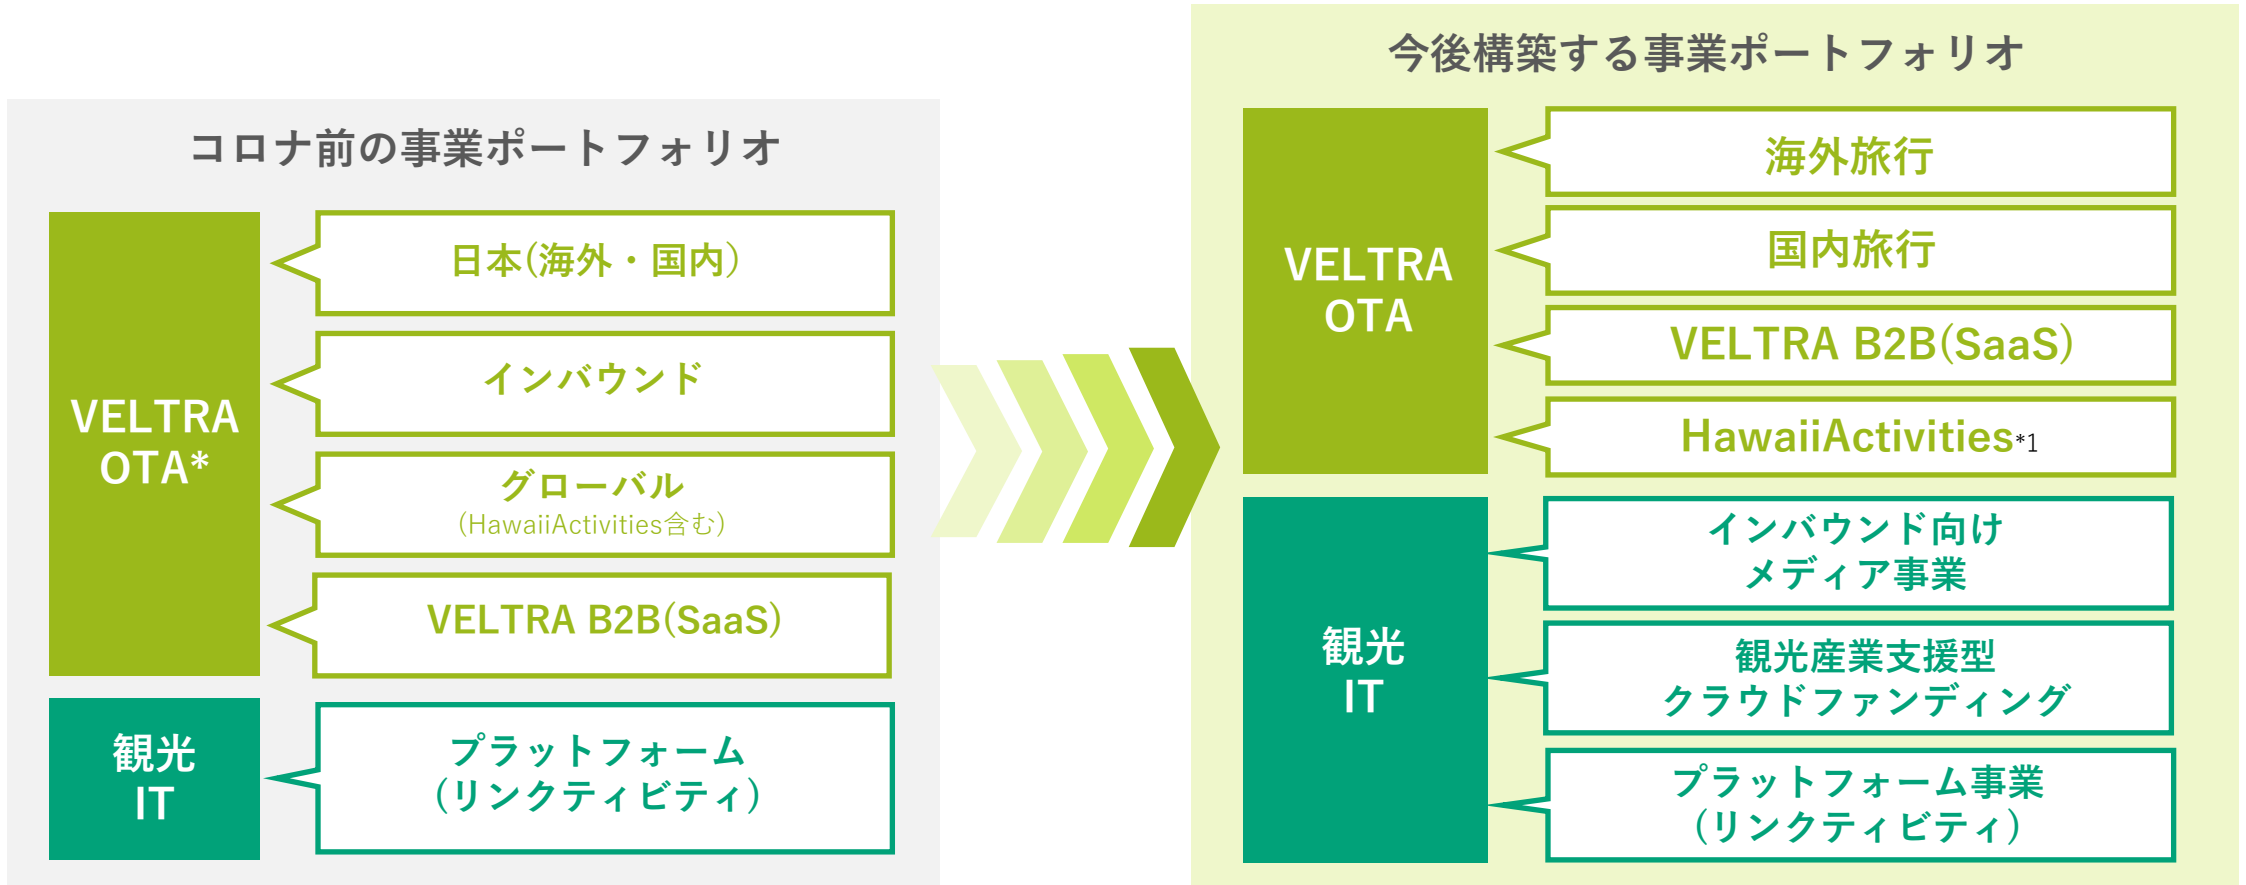 コロナ前の事業ポートフォリオ
VELTRA
OTA*
日本(海外・国内)
インバウンド
グローバル
(HawaiiActivities含む)
VELTRA B2B(SaaS)
観光
IT
プラットフォーム
(リンクティビティ)
今後構築する事業ポートフォリオ
VELTRA
OTA
海外旅行
国内旅行
VELTRA B2B(SaaS)
HawaiiActivities*1
観光
IT
インバウンド向け
メディア事業
観光産業支援型
クラウドファンディング
プラットフォーム事業
(リンクティビティ)